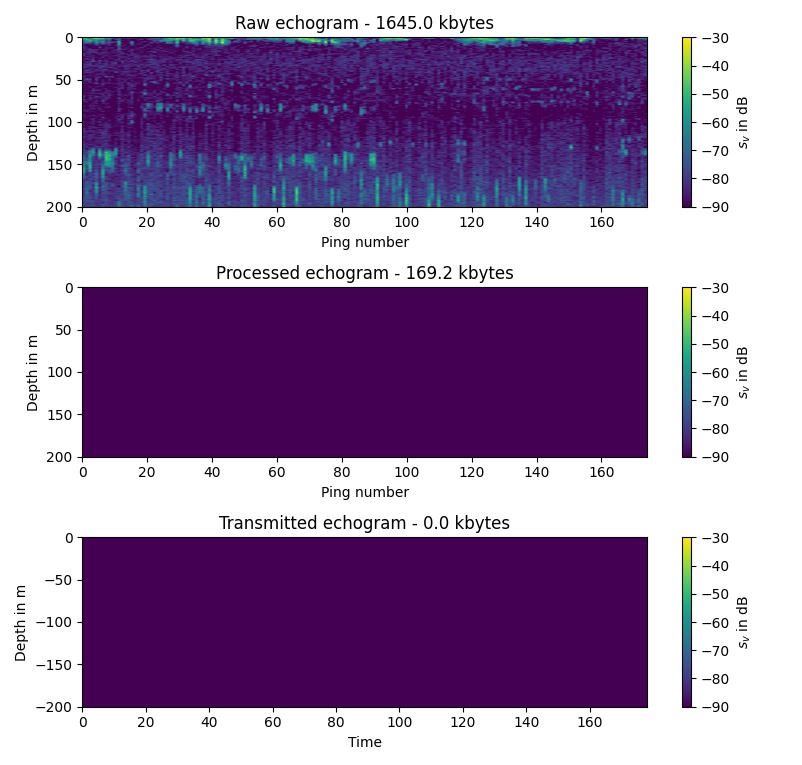 Raw echogram - 1645.0 kbytes
0
50
100
150
200
Depth in m
0 20 40 60 80 100 120 140 160
Ping number
−30
−40
−50
−60
−70
−80
−90
sv in dB
Processed echogram - 169.2 kbytes
0
50
100
150
200
Depth in m
0 20 40 60 80 100 120 140 160
Ping number
−30
−40
−50
−60
−70
−80
−90
sv in dB
Transmitted echogram - 0.0 kbytes
0
−50
−100
−150
−200
Depth in m
0 20 40 60 80 100 120 140 160
Time
−30
−40
−50
−60
−70
−80
−90
sv in dB